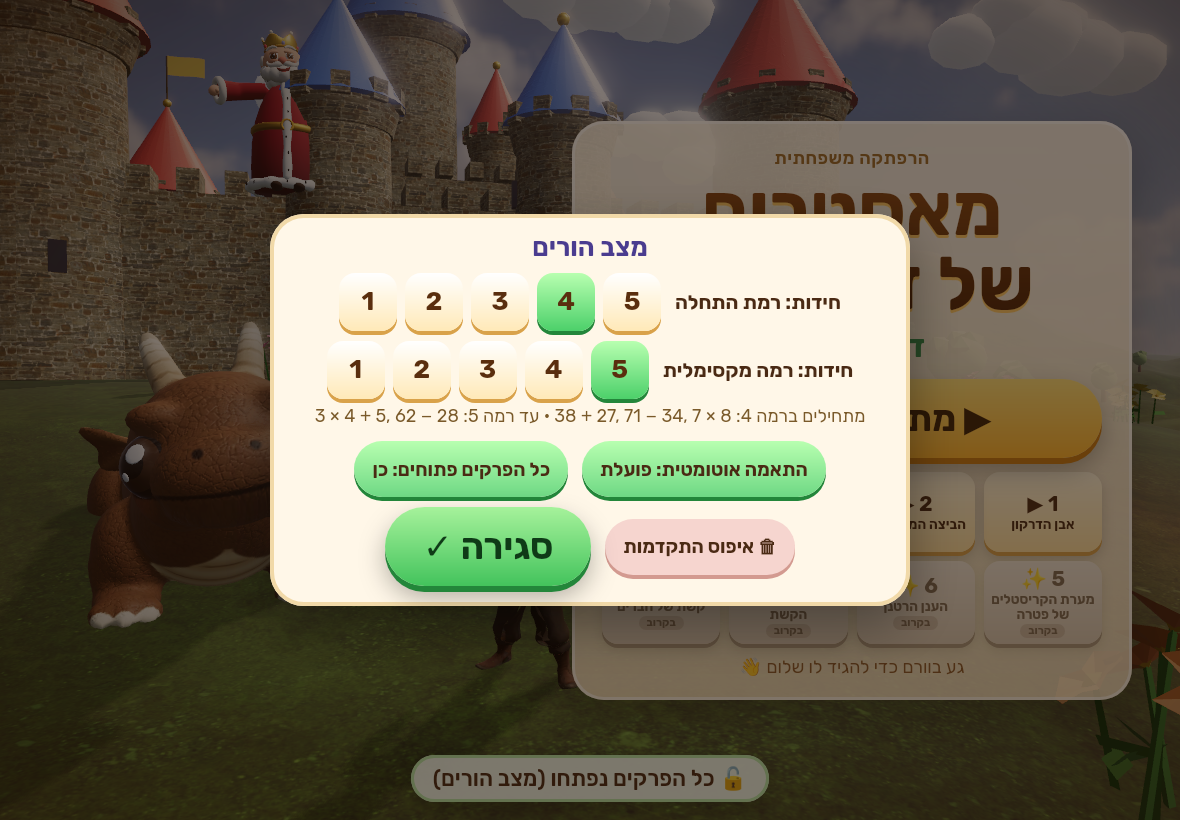 הרפתקה משפחתית
של
מצב הורים
חידות: רמת התחלה 5 4 3 2 1
חידות: רמה מקסימלית 5 4 3 2 1
מתחילים ברמה 4: 8 × 7 ,34 − 71 ,27 + 38 • עד רמה 5: 28 − 62 ,5 + 4 × 3
התאמה אוטומטית: פועלת
כל הפרקים פתוחים: כן
🗑 איפוס התקדמות
סגירה ✓
1 ▶
אבן הדרקון
2
הביצה
5 ✨
מערת הקריסטלים
של פטרה
בקרוב
6
הענן הרטן
בקרוב
הקשת
בקרוב
קשת של חברים
בקרוב
גע בוורם כדי להגיד לו שלום 👋
🔓 כל הפרקים נפתחו (מצב הורים)